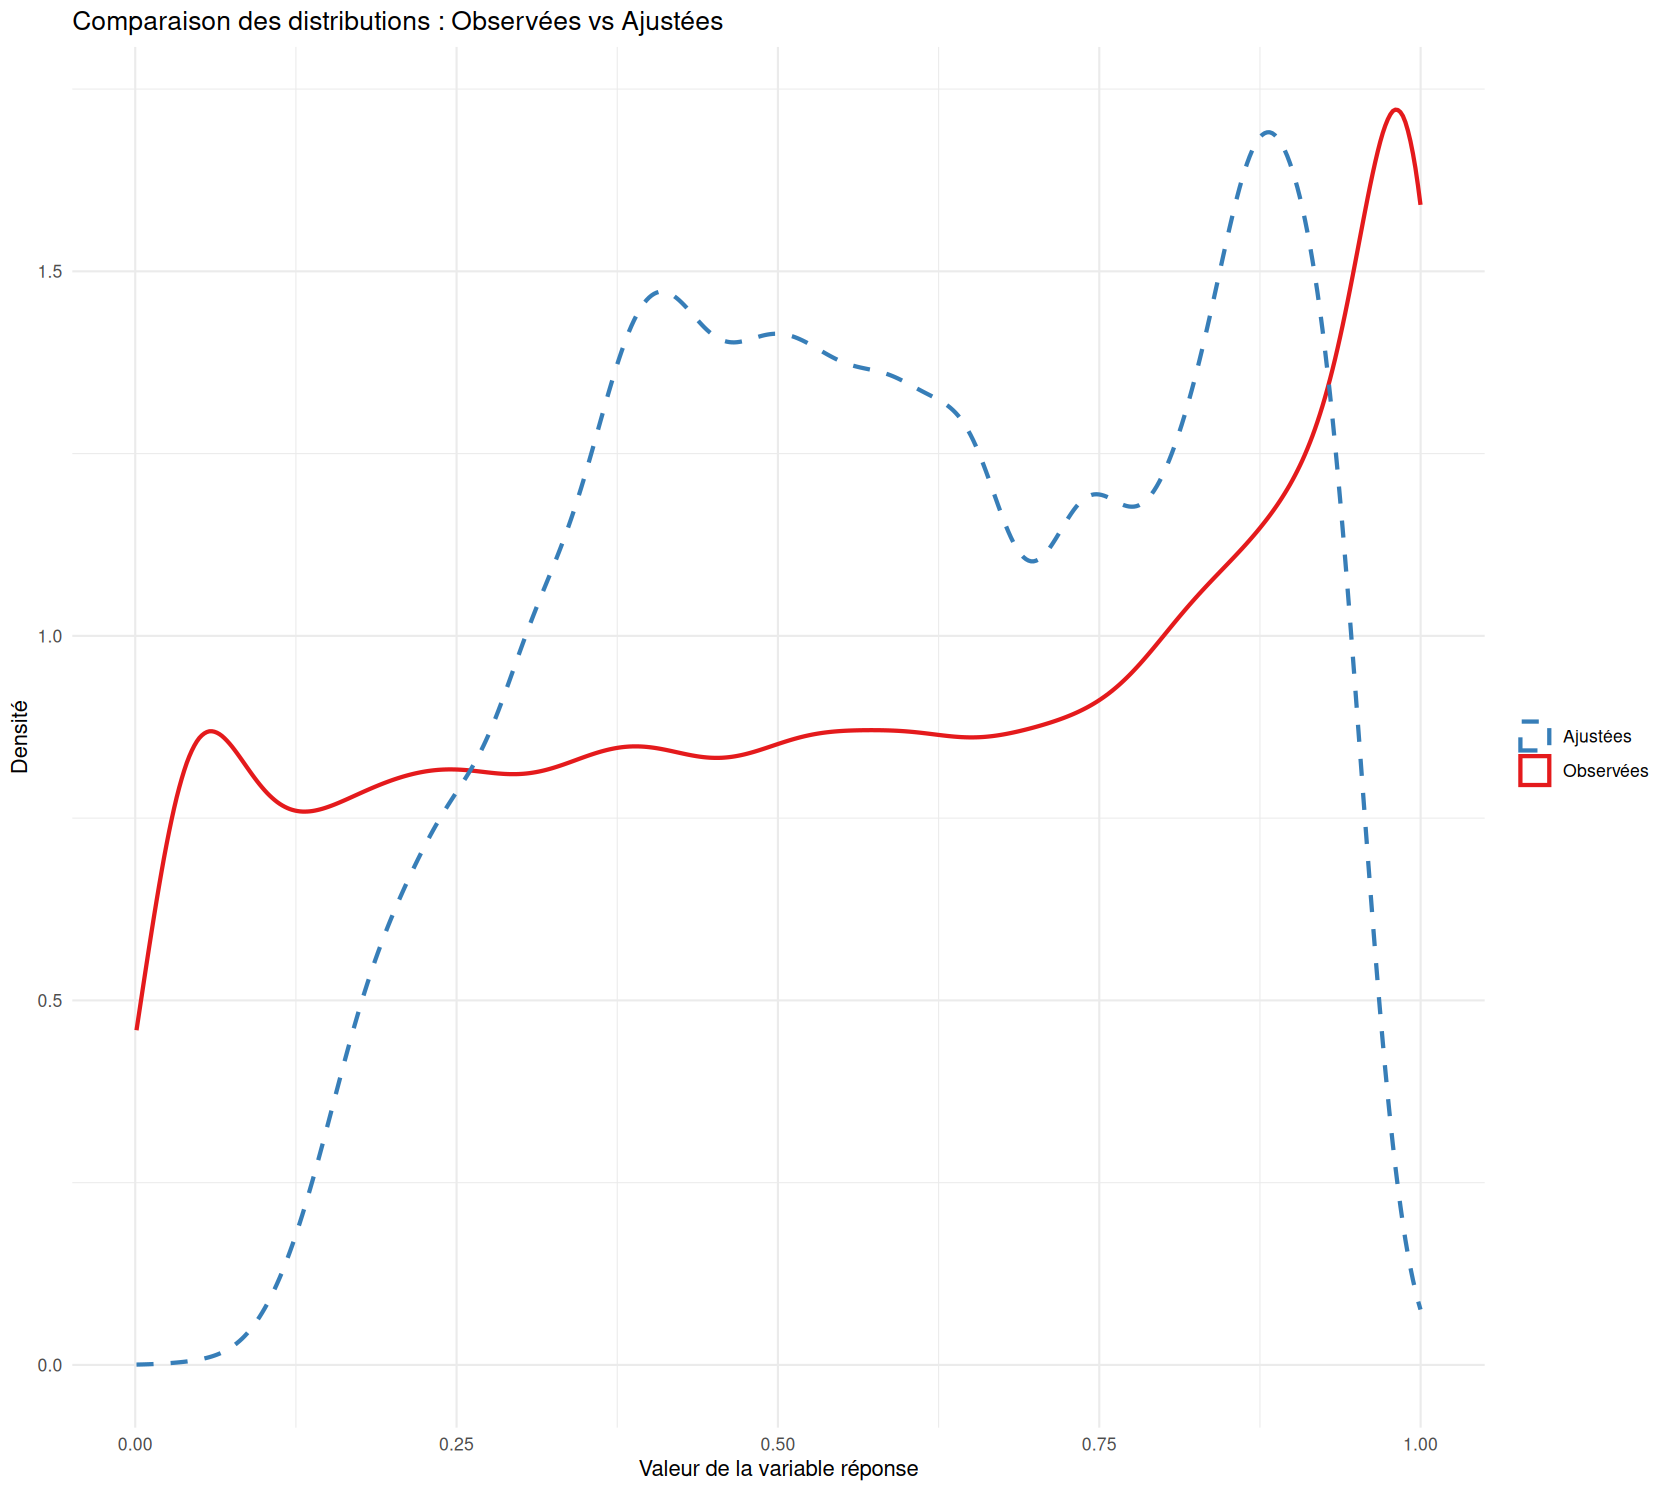 Comparaison des distributions : Observées vs Ajustées
Densité
1.5
1.0
0.5
0.0
0.00 0.25 0.50 0.75 1.00
Valeur de la variable réponse
Ajustées
Observées